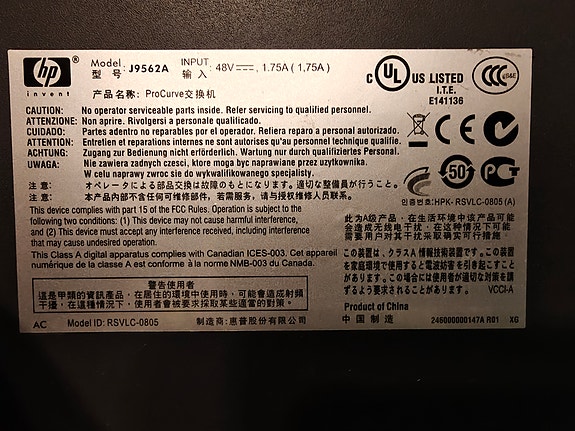 hp ®
invent
Model. J9562A INPUT 48V⎓, 1.75A ( 1,75A )
型 号. 输 入
产品名称: ProCurve交换机
C UL US LISTED
I.T.E.
E141136
CCC S&E
CAUTION: No operator serviceable parts inside. Refer servicing to qualified personnel.
ATTENZIONE: Non aprire. Rivolgersi a personale qualificato.
CUIDADO: Partes adentro no reparables por el operador. Refiera reparo a personal autorizado.
ATTENTION: Entretien et reparations internes ne sont autorises qu'au personnel technique qualifie.
ACHTUNG: Zugang zur Bedienung nicht erforderlich. Wartung nur durch qualifiziertes Personal.
UWAGA: Nie zawiera zadnych czesci, ktore moga byc naprawiane przez uzytkownika.
W celu naprawy zwroc sie do wykwalifikowanego specjalisty.
注 意: オペレータによる部品交換は故障のもとになります。適切な整備員が行うこと。
注 意: 本产品内部不含任何可维修部件，若需服务，请与授权维修人员联系。
CE
50
认证番号:HPK-RSVLC-0805 (A)
This device complies with part 15 of the FCC Rules. Operation is subject to the
following two conditions: (1) This device may not cause harmful interference,
and (2) This device must accept any interference received, including interference
that may cause undesired operation.
This Class A digital apparatus complies with Canadian ICES-003. Cet appareil
numérique de la classe A est conforme à la norme NMB-003 du Canada.
警告使用者
這是甲類的資訊產品，在居住的環境中使用時，可能會造成射頻
干擾，在這種情況下，使用者會被要求採取某些適當的對策。
AC Model ID: RSVLC-0805 制造商：惠普股份有限公司
此为A级产品，在生活环境中该产品可能
会造成无线电干扰，在这种情况下可能
需要用户对其干扰采取确实可行措施。
この装置は、クラスA 情報技術装置です。この装置
を家庭環境で使用すると電波妨害を引き起こすこと
があります。この場合には使用者が適切な対策を講
ずるよう要求されることがあります。 VCCI-A
Product of China
中 国 制 造 246000000147A R01 XG